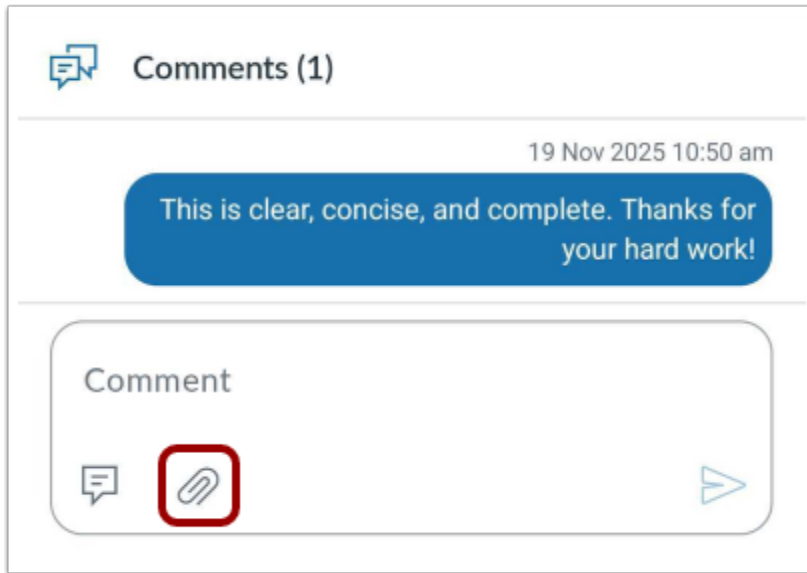 Comments (1)
19 Nov 2025 10:50 am
This is clear, concise, and complete. Thanks for
your hard work!
Comment